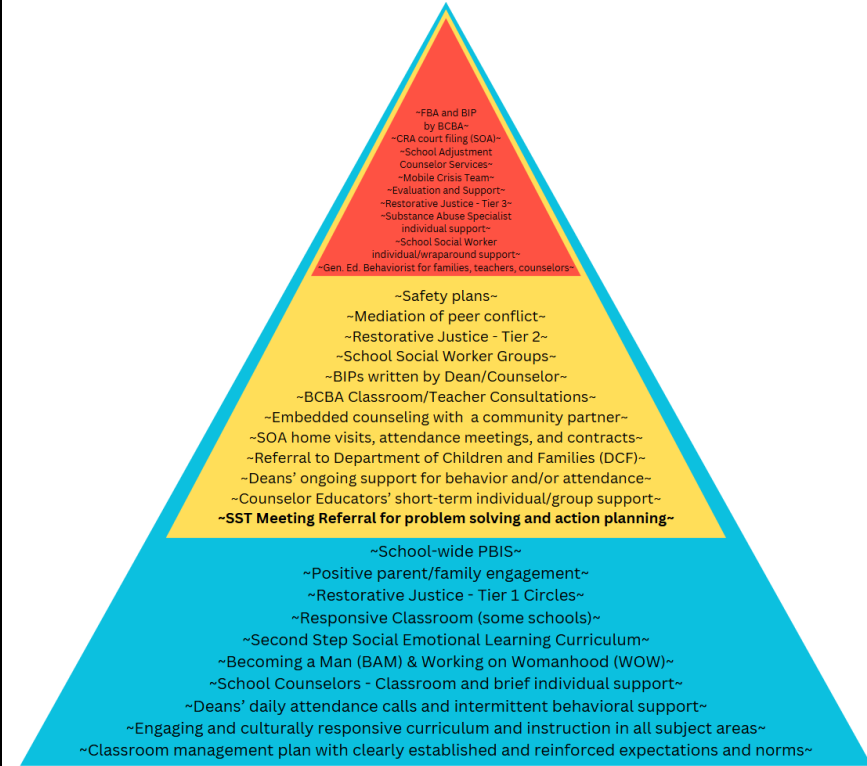 ~FBA and BIP
by BCBA~
~CRA court filing (SOA)~
~School Adjustment
Counselor Services~
~Mobile Crisis Team~
~Evaluation and Support~
~Restorative Justice - Tier 3~
~Substance Abuse Specialist
individual support~
~School Social Worker
individual/wraparound support~
~Gen. Ed. Behaviorist for families, teachers, counselors~
~Safety plans~
~Mediation of peer conflict~
~Restorative Justice - Tier 2~
~School Social Worker Groups~
~BIPs written by Dean/Counselor~
~BCBA Classroom/Teacher Consultations~
~Embedded counseling with a community partner~
~SOA home visits, attendance meetings, and contracts~
~Referral to Department of Children and Families (DCF)~
~Deans’ ongoing support for behavior and/or attendance~
~Counselor Educators’ short-term individual/group support~
~SST Meeting Referral for problem solving and action planning~
~School-wide PBIS~
~Positive parent/family engagement~
~Restorative Justice - Tier 1 Circles~
~Responsive Classroom (some schools)~
~Second Step Social Emotional Learning Curriculum~
~Becoming a Man (BAM) & Working on Womanhood (WOW)~
~School Counselors - Classroom and brief individual support~
~Deans’ daily attendance calls and intermittent behavioral support~
~Engaging and culturally responsive curriculum and instruction in all subject areas~
~Classroom management plan with clearly established and reinforced expectations and norms~